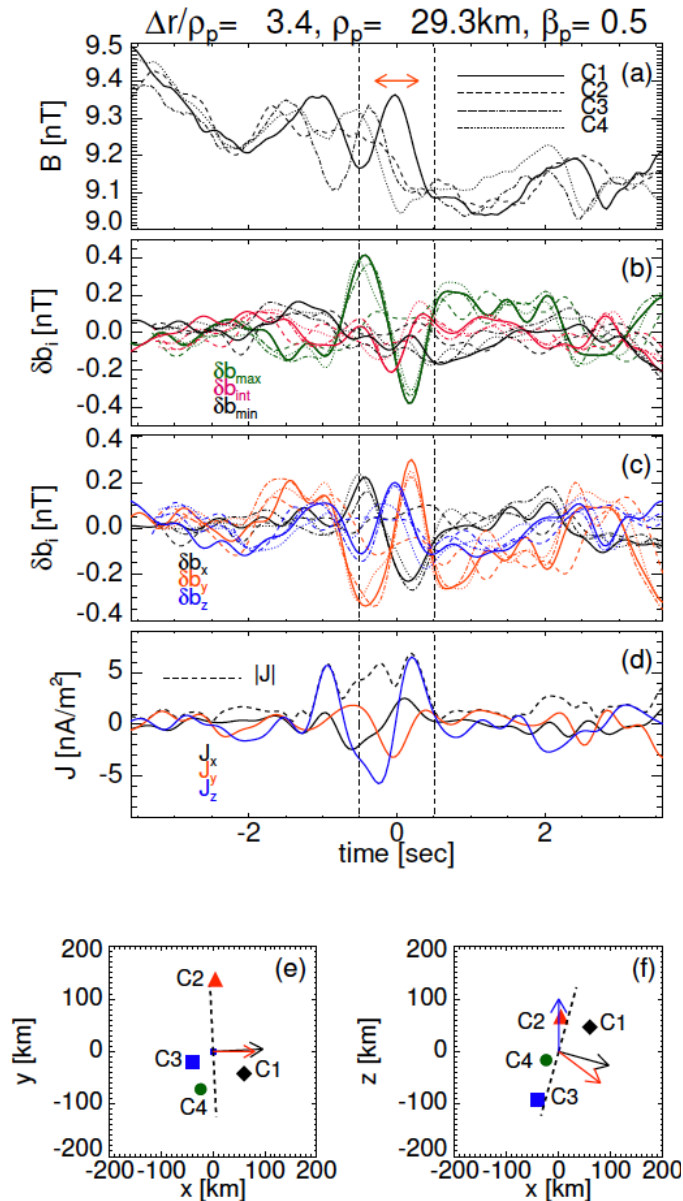 Δr/ρp= 3.4, ρp= 29.3km, βp= 0.5
9.5
9.4
9.2
9.1
9.0
B [nT]
(a)
C1
C2
C3
C4
0.4
0.2
0.0
-0.2
-0.4
δbi [nT]
(b)
δbmax
δbint
δbmin
0.4
0.2
0.0
-0.2
-0.4
δbi [nT]
(c)
δbx
δby
δbz
5
0
-5
J [nA/m²]
(d)
|J|
Jx
Jy
Jz
-2 0 2
time [sec]
200
100
0
-100
-200
y [km]
(e)
C2
C3
C1
C4
-200 -100 0 100 200
x [km]
200
100
0
-100
-200
z [km]
(f)
C2
C1
C4
C3
-200 -100 0 100 200
x [km]